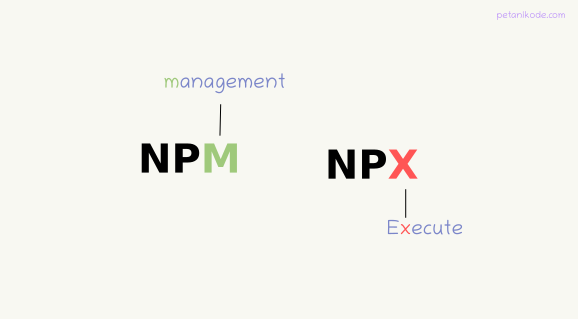 petanikode.com
management
NPM
NPX
Execute